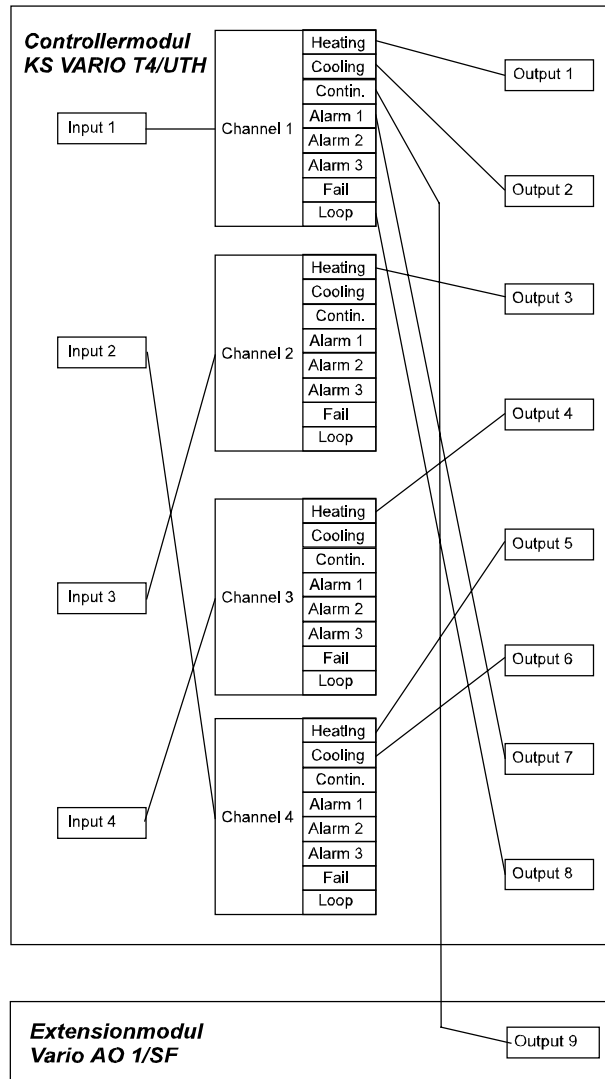 Controllermodul
KS VARIO T4/UTH
Input 1
Input 2
Input 3
Input 4
Channel 1
Heating
Cooling
Contin.
Alarm 1
Alarm 2
Alarm 3
Fail
Loop
Channel 2
Heating
Cooling
Contin.
Alarm 1
Alarm 2
Alarm 3
Fail
Loop
Channel 3
Heating
Cooling
Contin.
Alarm 1
Alarm 2
Alarm 3
Fail
Loop
Channel 4
Heating
Cooling
Contin.
Alarm 1
Alarm 2
Alarm 3
Fail
Loop
Output 1
Output 2
Output 3
Output 4
Output 5
Output 6
Output 7
Output 8
Extensionmodul
Vario AO 1/SF
Output 9